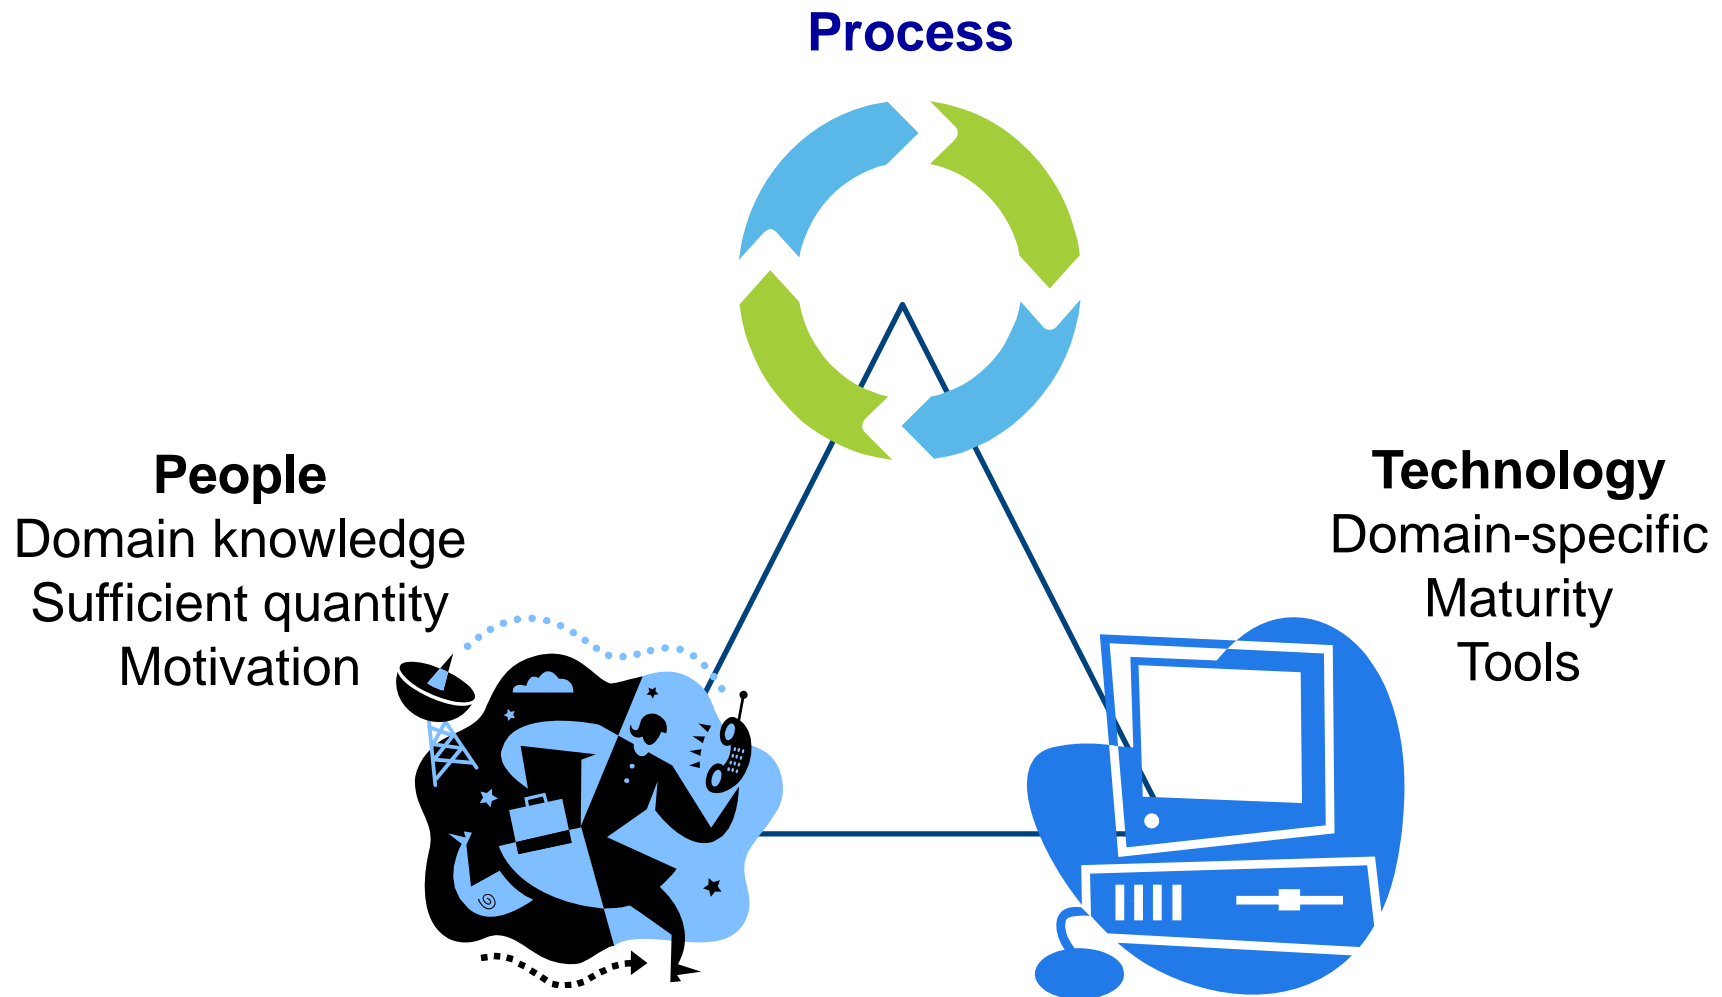 Process
People
Domain knowledge
Sufficient quantity
Motivation
Technology
Domain-specific
Maturity
Tools